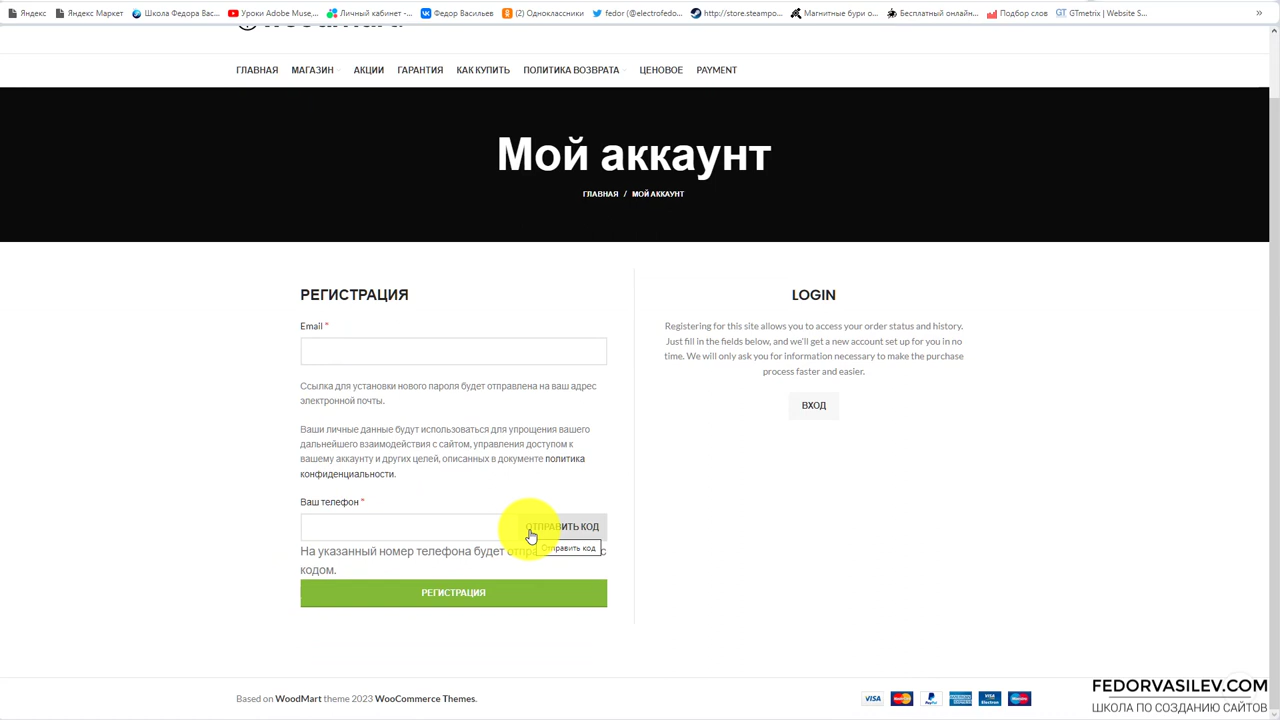 Яндекс
Яндекс Маркет
Школа Федора Вас...
Уроки Adobe Muse,...
Личный кабинет -...
Федор Васильев
(2) Одноклассники
fedor (@electrofedo...
http://store.steampo...
Магнитные бури о...
Бесплатный онлайн...
Подбор слов
GTmetrix | Website S...
ГЛАВНАЯ МАГАЗИН АКЦИИ ГАРАНТИЯ КАК КУПИТЬ ПОЛИТИКА ВОЗВРАТА ЦЕНОВОЕ PAYMENT
Мой аккаунт
ГЛАВНАЯ / МОЙ АККАУНТ
РЕГИСТРАЦИЯ
Email *
Ссылка для установки нового пароля будет отправлена на ваш адрес
электронной почты.
Ваши личные данные будут использоваться для упрощения вашего
дальнейшего взаимодействия с сайтом, управления доступом к
вашему аккаунту и других целей, описанных в документе политика
конфиденциальности.
Ваш телефон *
ОТПРАВИТЬ КОД
Отправить код
На указанный номер телефона будет с
кодом.
РЕГИСТРАЦИЯ
LOGIN
Registering for this site allows you to access your order status and history.
Just fill in the fields below, and we'll get a new account set up for you in no
time. We will only ask you for information necessary to make the purchase
process faster and easier.
ВХОД
Based on WoodMart theme 2023 WooCommerce Themes.
VISA
MasterCard
PayPal
VISA
Electron
Maestro
FEDORVASILEV.COM
ШКОЛА ПО СОЗДАНИЮ САЙТОВ